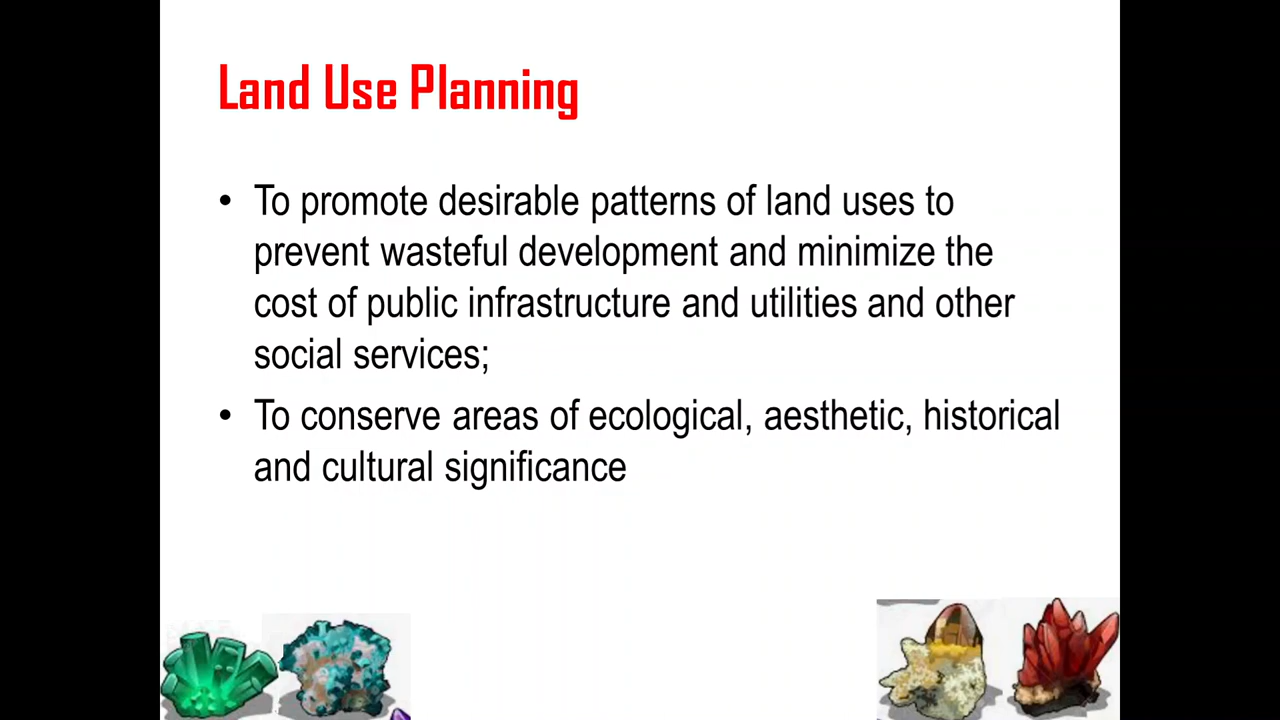 Land Use Planning
• To promote desirable patterns of land uses to
prevent wasteful development and minimize the
cost of public infrastructure and utilities and other
social services;
• To conserve areas of ecological, aesthetic, historical
and cultural significance